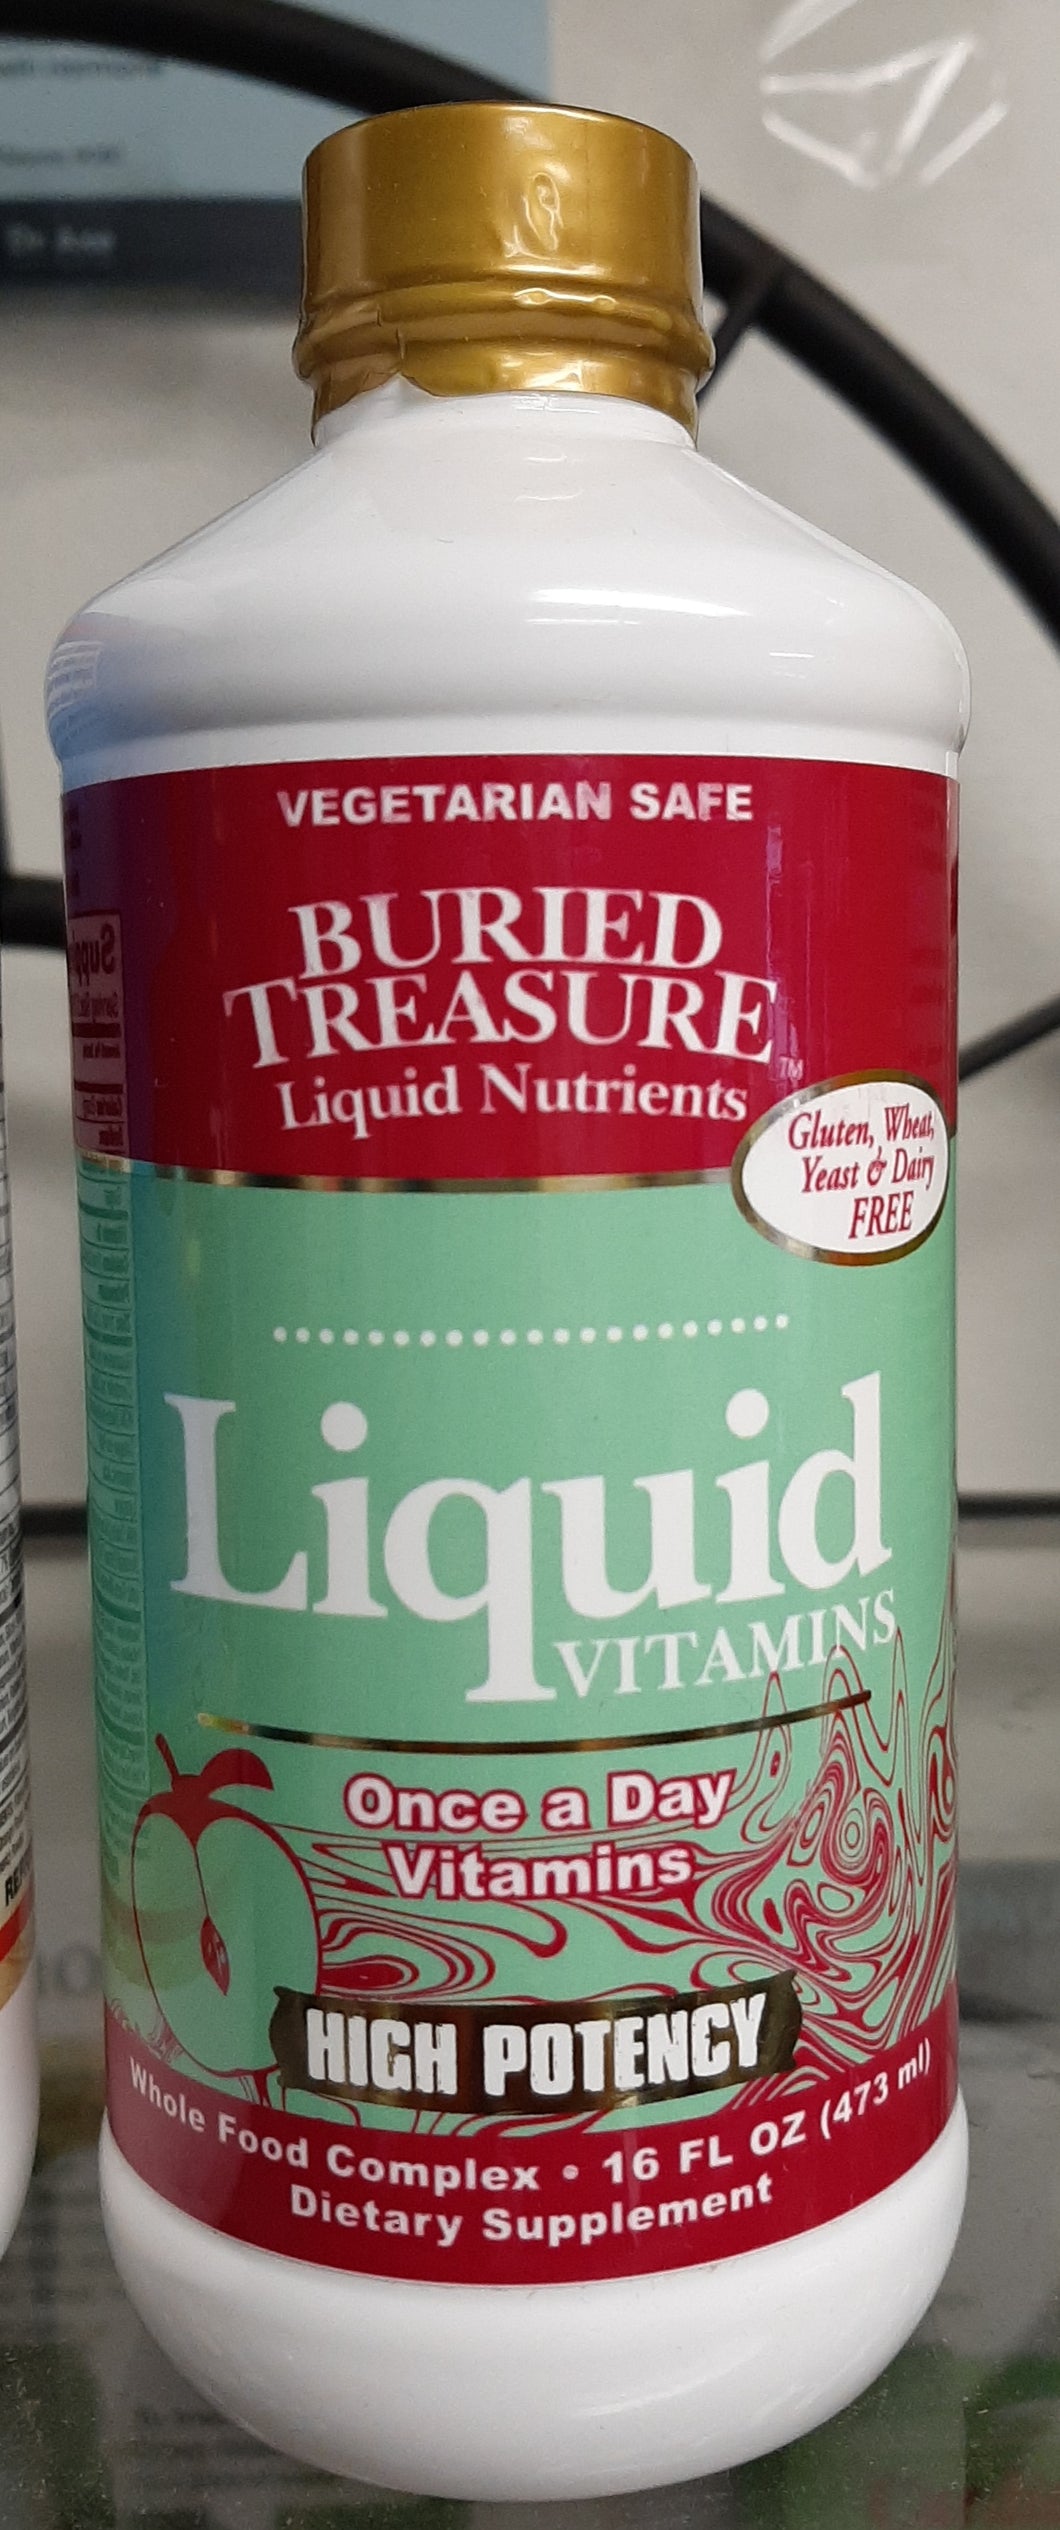 VEGETARIAN SAFE
BURIED
TREASURE™
Liquid Nutrients
Gluten, Wheat,
Yeast & Dairy
FREE
Liquid
VITAMINS
Once a Day
Vitamins
HIGH POTENCY
Whole Food Complex • 16 FL OZ (473 ml)
Dietary Supplement